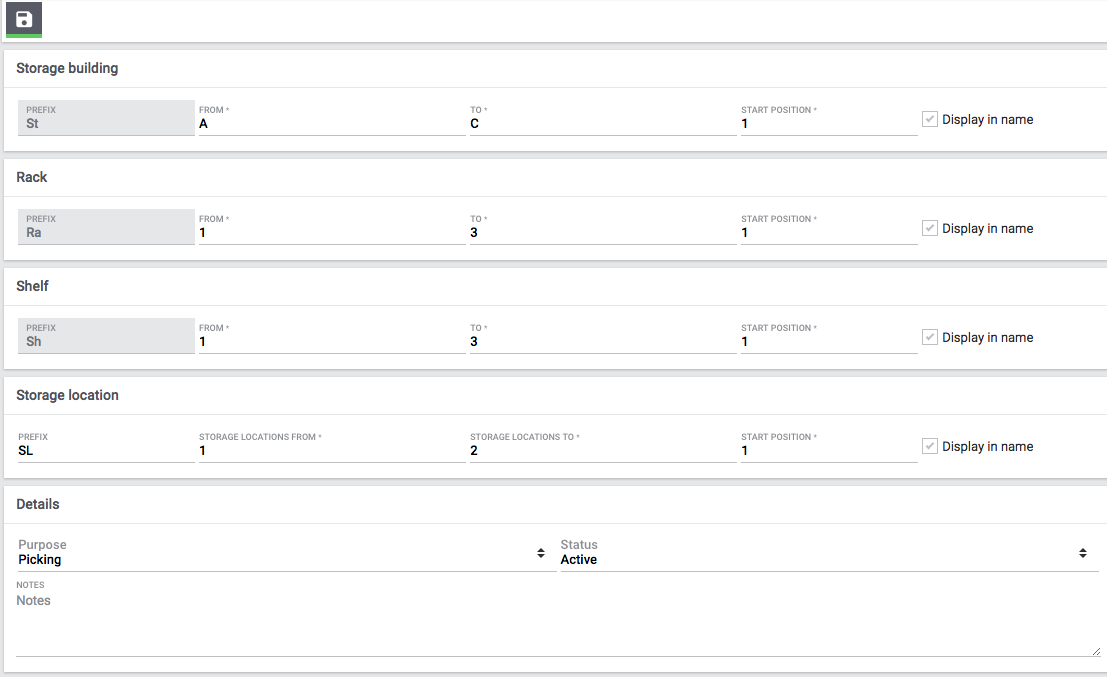 Storage building
PREFIX FROM * TO * START POSITION *
St A C 1 Display in name
Rack
PREFIX FROM * TO * START POSITION *
Ra 1 3 1 Display in name
Shelf
PREFIX FROM * TO * START POSITION *
Sh 1 3 1 Display in name
Storage location
PREFIX STORAGE LOCATIONS FROM * STORAGE LOCATIONS TO * START POSITION *
SL 1 2 1 Display in name
Details
Purpose Status
Picking Active
NOTES
Notes